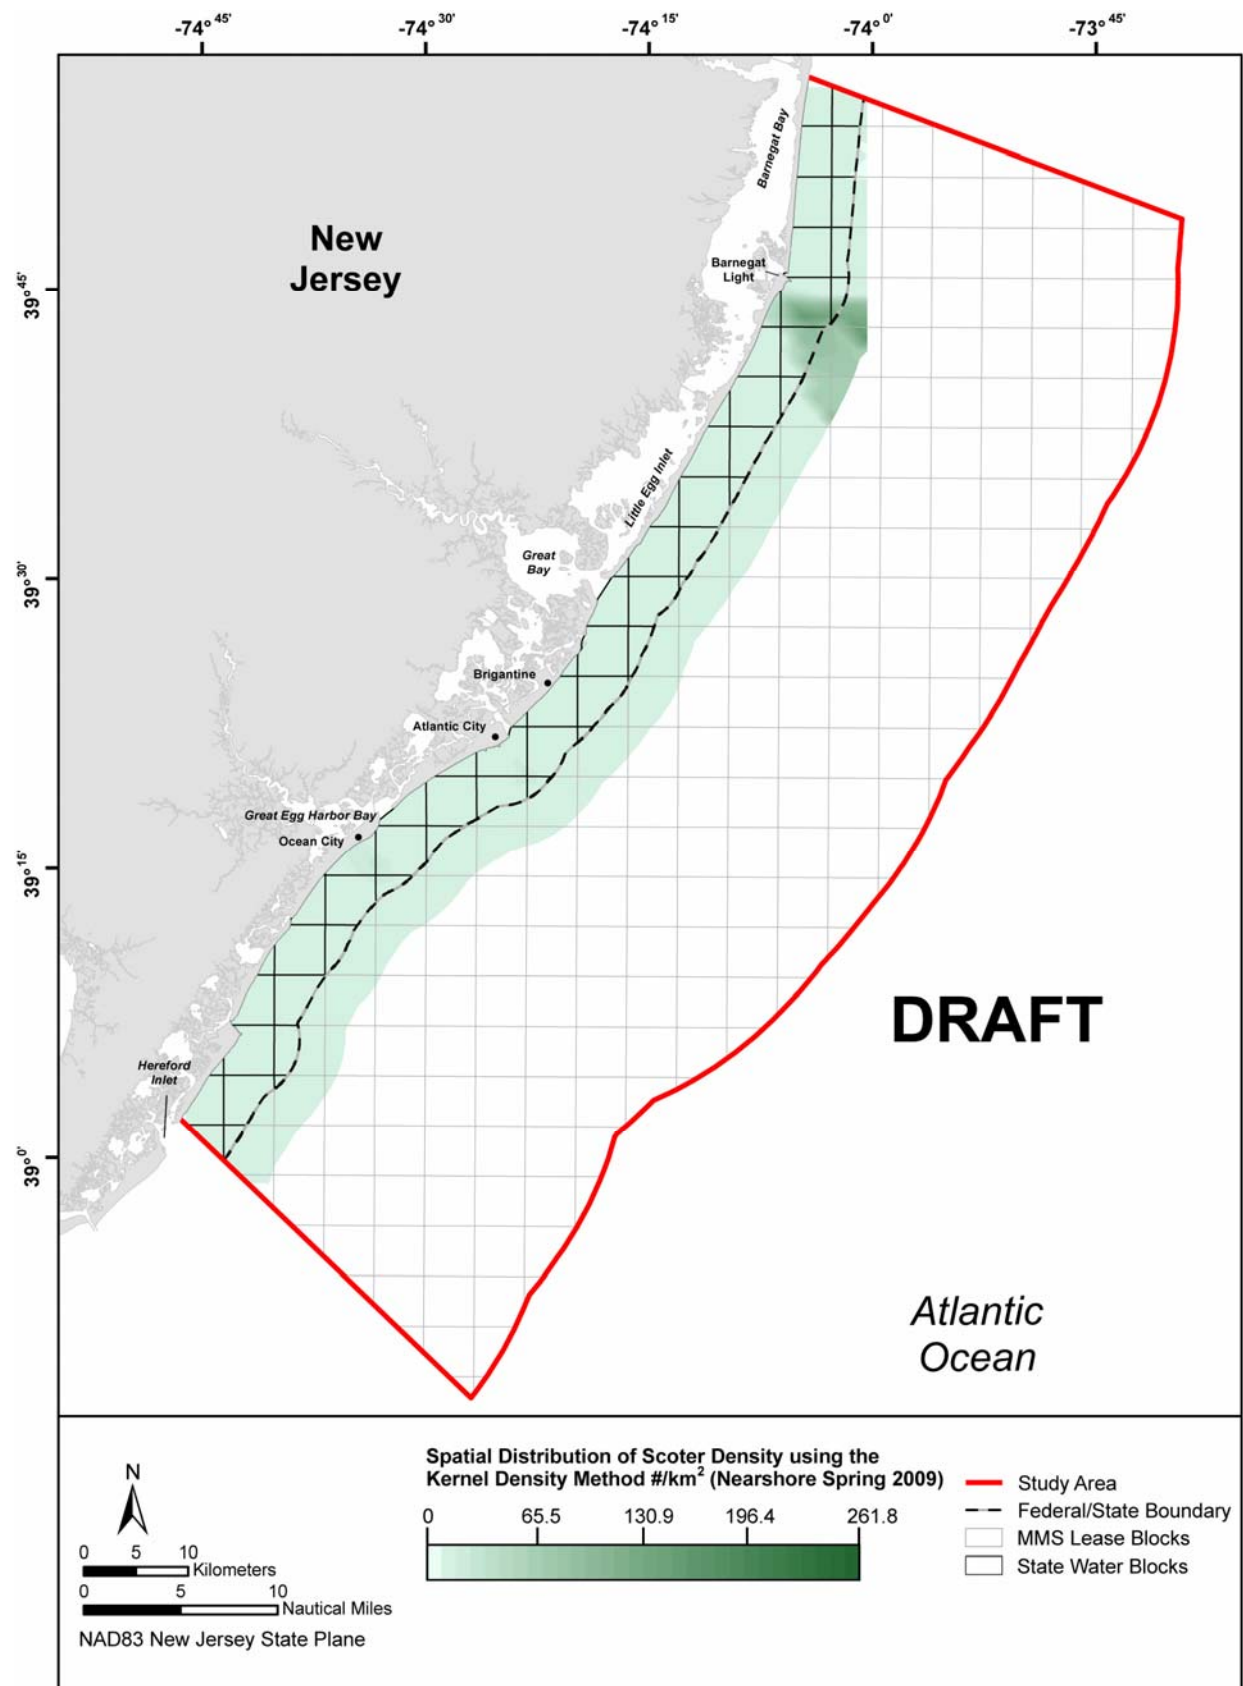 -74° 45'
-74° 30'
-74° 15'
-74° 0'
-73° 45'
39° 45'
39° 30'
39° 15'
39° 0'
Barnegat Bay
New
Jersey
Barnegat
Light
Little Egg Inlet
Great
Bay
Brigantine
Atlantic City
Great Egg Harbor Bay
Ocean City
DRAFT
Hereford
Inlet
Atlantic
Ocean
N
0 5 10
Kilometers
0 5 10
Nautical Miles
NAD83 New Jersey State Plane
Spatial Distribution of Scoter Density using the
Kernel Density Method #/km² (Nearshore Spring 2009)
0 65.5 130.9 196.4 261.8
Study Area
Federal/State Boundary
MMS Lease Blocks
State Water Blocks